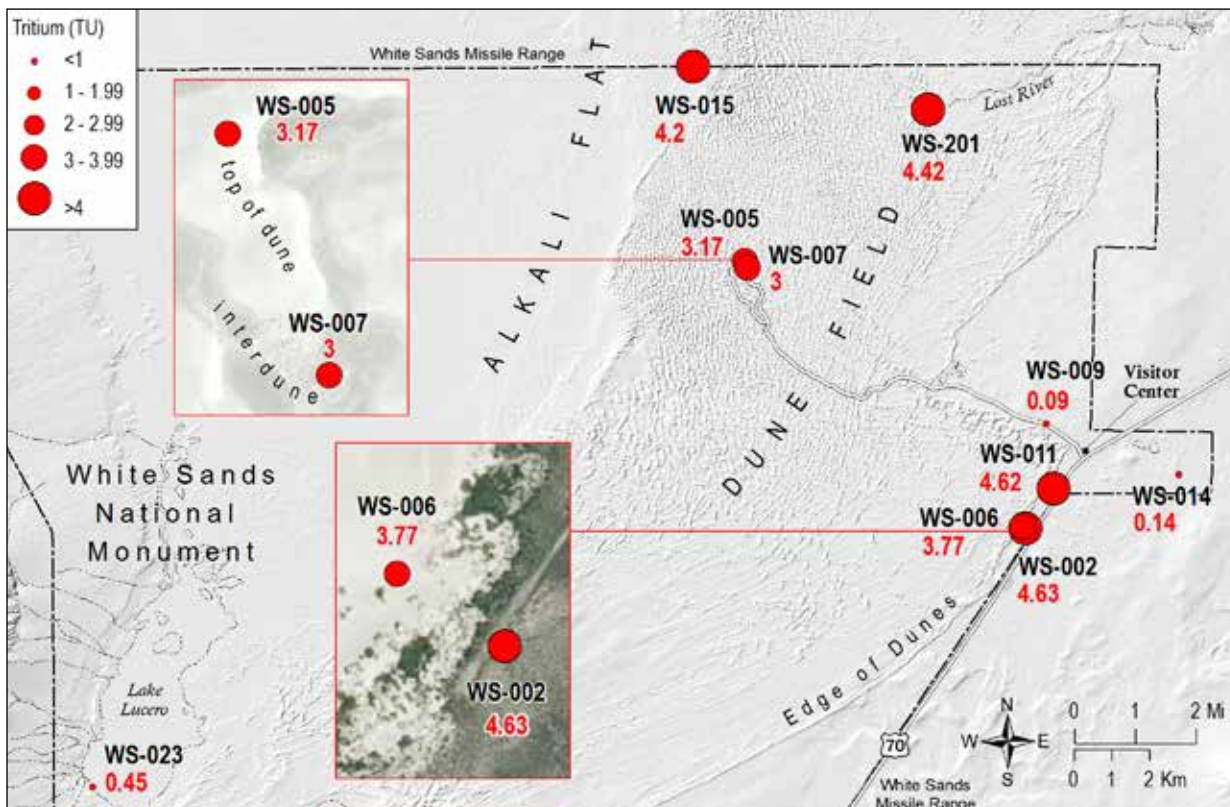 Tritium (TU)
<1
1 - 1.99
2 - 2.99
3 - 3.99
>4
White Sands Missile Range
WS-005
3.17
top of dune
WS-007
3
interdune
ALKALI FLAT
WS-015
4.2
Lost River
WS-201
4.42
WS-005
3.17
WS-007
3
DUNE FIELD
WS-009
0.09
Visitor
Center
WS-011
4.62
WS-014
0.14
WS-006
3.77
WS-002
4.63
White Sands
National
Monument
WS-006
3.77
WS-002
4.63
Edge of Dunes
Lake
Lucero
WS-023
0.45
70
N
W
E
S
0 1 2 Mi
0 1 2 Km
White Sands
Missile Range